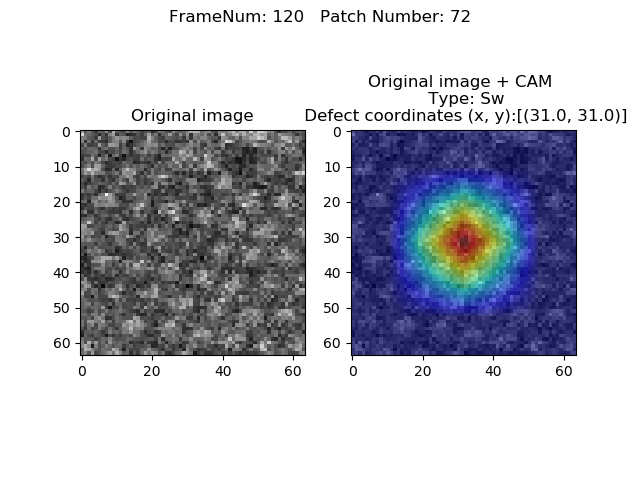 FrameNum: 120   Patch Number: 72
Original image
0
10
20
30
40
50
60
0 20 40 60
Original image + CAM
Type: Sw
Defect coordinates (x, y):[(31.0, 31.0)]
0
10
20
30
40
50
60
0 20 40 60